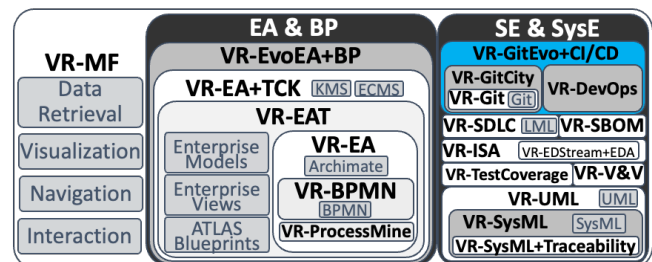 VR-MF
Data
Retrieval
Visualization
Navigation
Interaction
EA & BP
VR-EvoEA+BP
VR-EA+TCK KMS ECMS
VR-EAT
Enterprise
Models
Enterprise
Views
ATLAS
Blueprints
VR-EA
Archimate
VR-BPMN
BPMN
VR-ProcessMine
SE & SysE
VR-GitEvo+CI/CD
VR-GitCity
VR-Git Git
VR-DevOps
VR-SDLC LML VR-SBOM
VR-ISA VR-EDStream+EDA
VR-TestCoverage VR-V&V
VR-UML UML
VR-SysML SysML
VR-SysML+Traceability